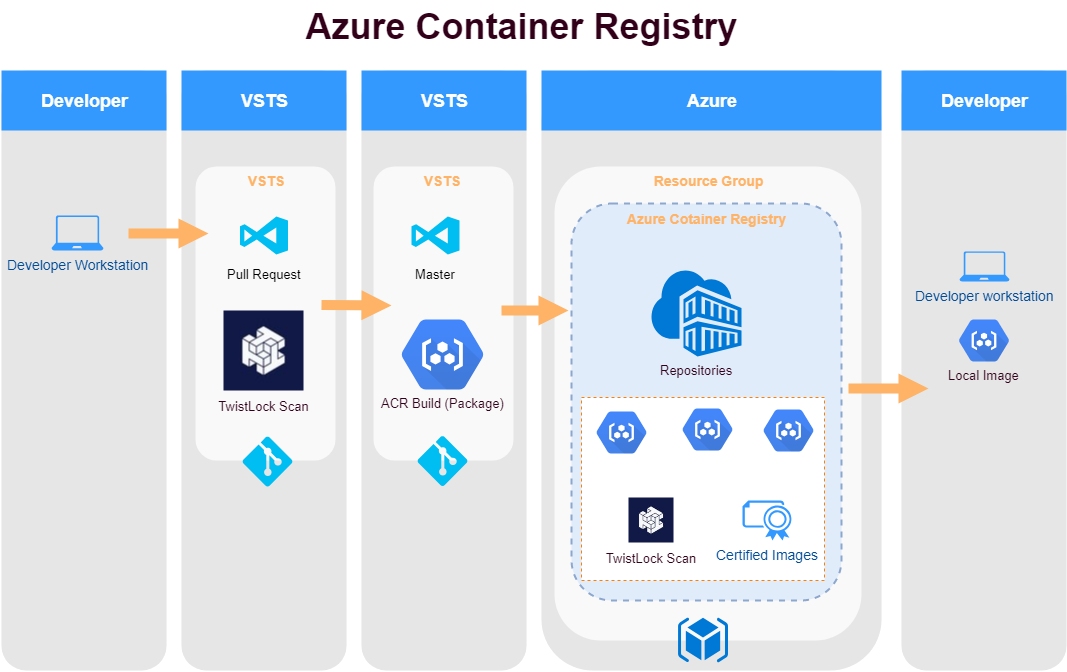 Azure Container Registry
Developer
VSTS
VSTS
Azure
Developer
VSTS
Pull Request
TwistLock Scan
VSTS
Master
ACR Build (Package)
Developer Workstation
Resource Group
Azure Cotainer Registry
Repositories
TwistLock Scan
Certified Images
Developer workstation
Local Image